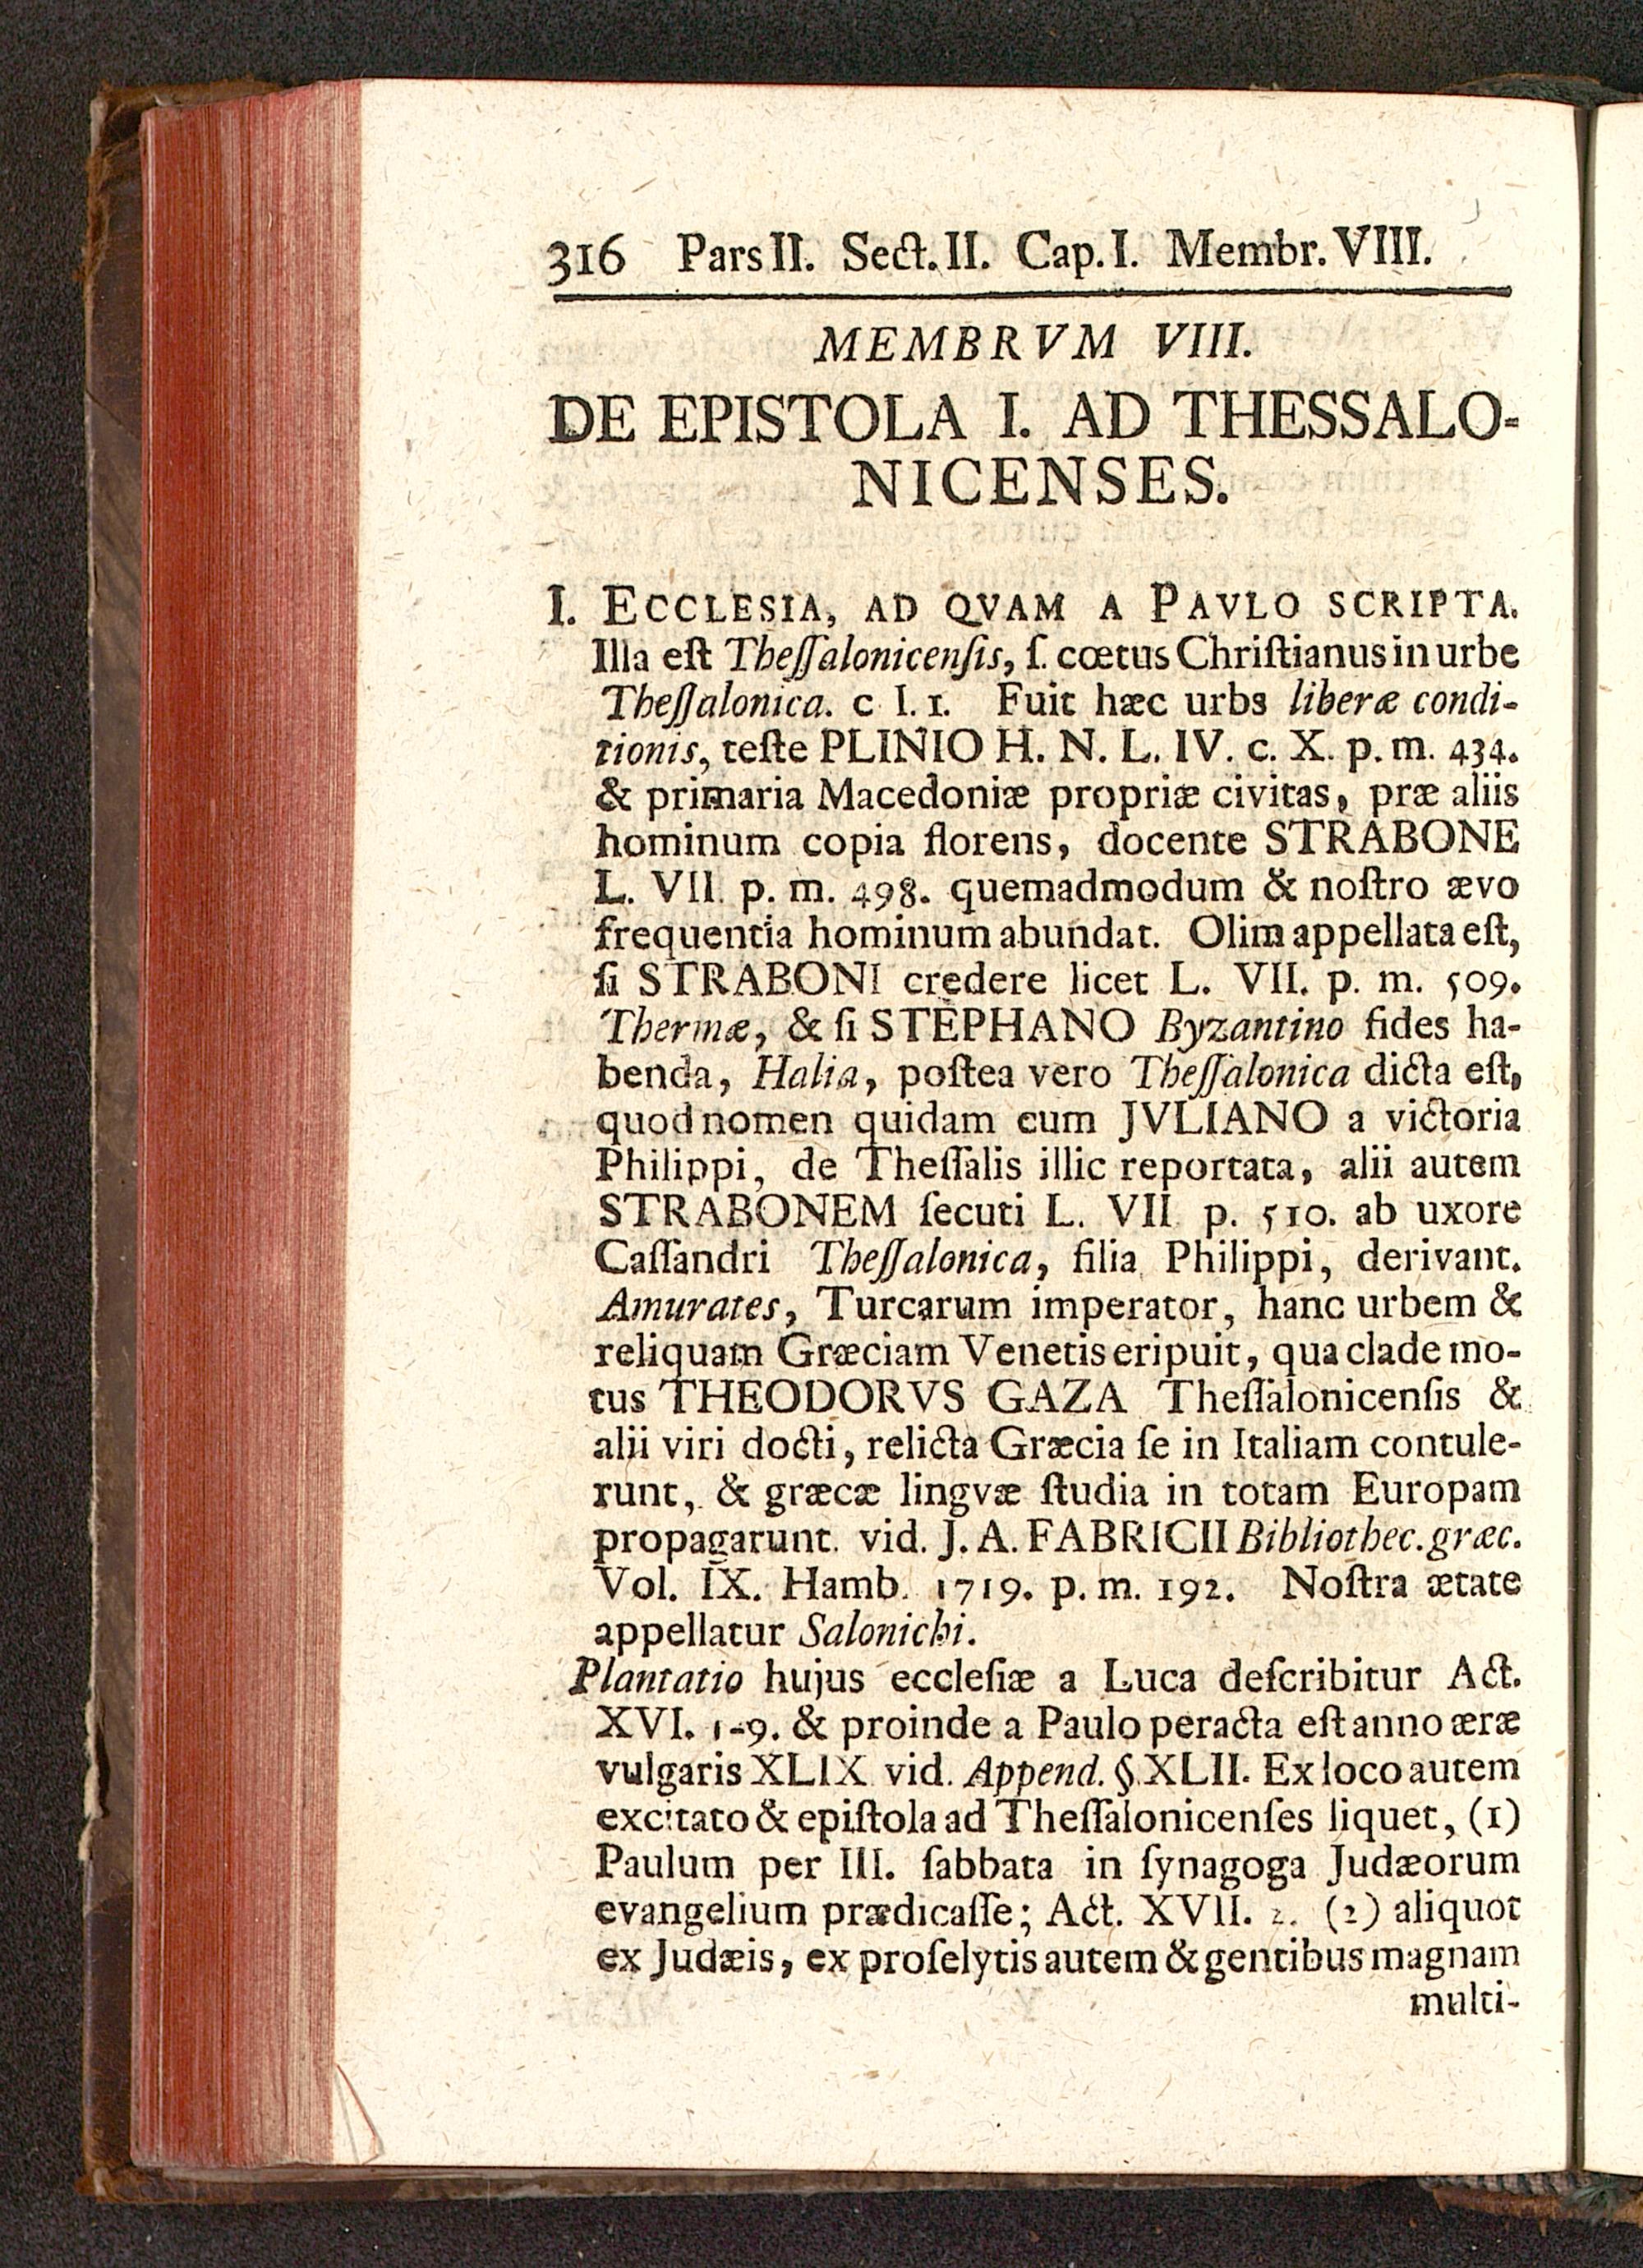 316 Pars II. Sect. II. Cap. I. Membr. VIII.
MEMBRVM VIII.
DE EPISTOLA I. AD THESSALO-
NICENSES.
I. ECCLESIA, AD QVAM A PAVLO SCRIPTA.
Illa eſt Theſſalonicenſis, ſ. cœtus Chriſtianus in urbe
Theſſalonica. c I. 1. Fuit hæc urbs liberæ condi-
tionis, teſte PLINIO H. N. L. IV. c. X. p. m. 434.
& primaria Macedoniæ propriæ civitas, præ aliis
hominum copia florens, docente STRABONE
L. VII. p. m. 498. quemadmodum & noſtro ævo
frequentia hominum abundat. Olim appellata eſt,
ſi STRABONI credere licet L. VII. p. m. 509.
Thermæ, & ſi STEPHANO Byzantino fides ha-
benda, Halia, poſtea vero Theſſalonica dicta eſt,
quod nomen quidam cum JVLIANO a victoria
Philippi, de Theſſalis illic reportata, alii autem
STRABONEM ſecuti L. VII p. 510. ab uxore
Caſſandri Theſſalonica, filia Philippi, derivant.
Amurates, Turcarum imperator, hanc urbem &
reliquam Græciam Venetis eripuit, qua clade mo-
tus THEODORVS GAZA Theſſalonicenſis &
alii viri docti, relicta Græcia ſe in Italiam contule-
runt, & græcæ lingvæ ſtudia in totam Europam
propagarunt. vid. J. A. FABRICII Bibliothec. græc.
Vol. IX. Hamb. 1719. p. m. 192. Noſtra ætate
appellatur Salonichi.
Plantatio hujus eccleſiæ a Luca deſcribitur Act.
XVI. 1-9. & proinde a Paulo peracta eſt anno æræ
vulgaris XLIX vid. Append. §. XLII. Ex loco autem
excitato & epiſtola ad Theſſalonicenſes liquet, (1)
Paulum per III. ſabbata in ſynagoga Judæorum
evangelium prædicaſſe; Act. XVII. 2. (2) aliquot
ex Judæis, ex proſelytis autem & gentibus magnam
multi-